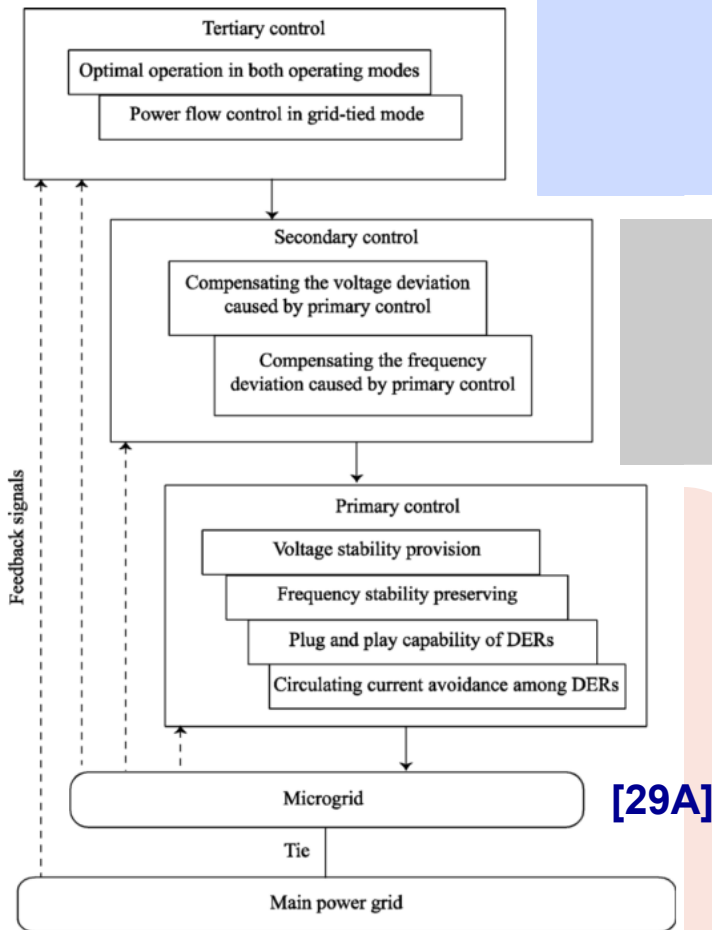 Tertiary control
Optimal operation in both operating modes
Power flow control in grid-tied mode
Secondary control
Compensating the voltage deviation
caused by primary control
Compensating the frequency
deviation caused by primary control
Feedback signals
Primary control
Voltage stability provision
Frequency stability preserving
Plug and play capability of DERs
Circulating current avoidance among DERs
Microgrid
[29A]
Tie
Main power grid